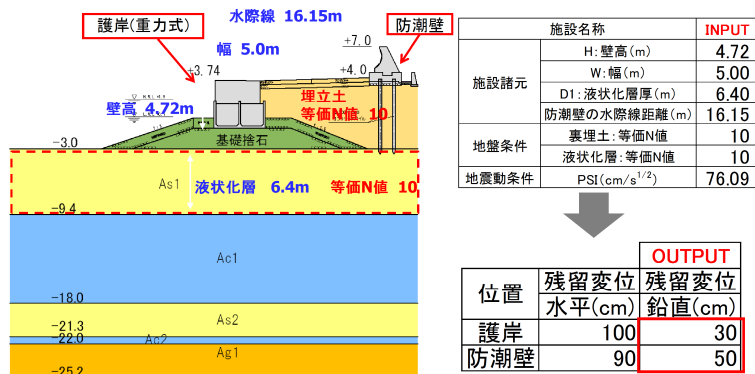 水際線 16.15m
護岸(重力式)
防潮壁
幅 5.0m
+7.0
+3.74
+4.0
壁高 4.72m
埋立土
等価N値 10
基礎捨石
-3.0
As1
液状化層 6.4m 等価N値 10
-9.4
Ac1
-18.0
As2
-21.3
-22.0
Ac2
Ag1
-25.2
施設名称 INPUT
施設諸元
H:壁高(m) 4.72
W:幅(m) 5.00
D1:液状化層厚(m) 6.40
防潮壁の水際線距離(m) 16.15
地盤条件
裏埋土:等価N値 10
液状化層:等価N値 10
地震動条件 PSI(cm/s1/2) 76.09
OUTPUT
位置 残留変位 残留変位
水平(cm) 鉛直(cm)
護岸 100 30
防潮壁 90 50